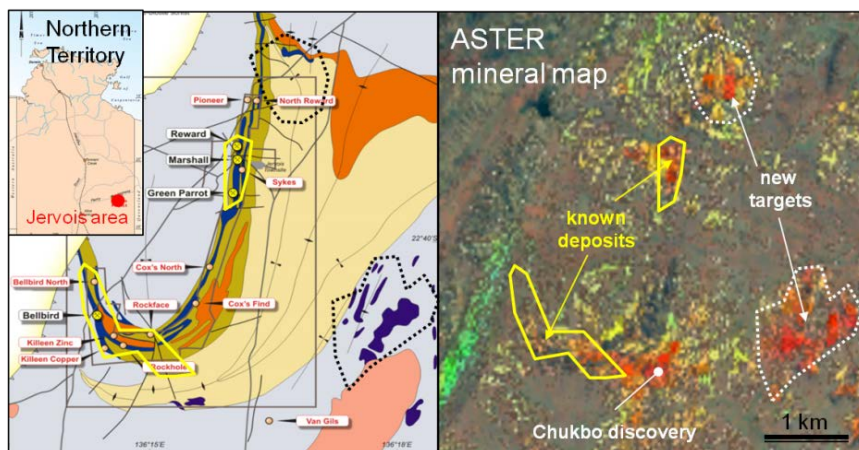 Northern
Territory
Jervois area
Pioneer
North Reward
Reward
Marshall
Sykes
Green Parrot
22°40'S
Cox's North
Bellbird North
Rockface
Cox's Find
Bellbird
Killeen Zinc
Killeen Copper
Rockhole
Van Gils
136°15'E
136°18'E
ASTER
mineral map
new
targets
known
deposits
Chukbo discovery
1 km